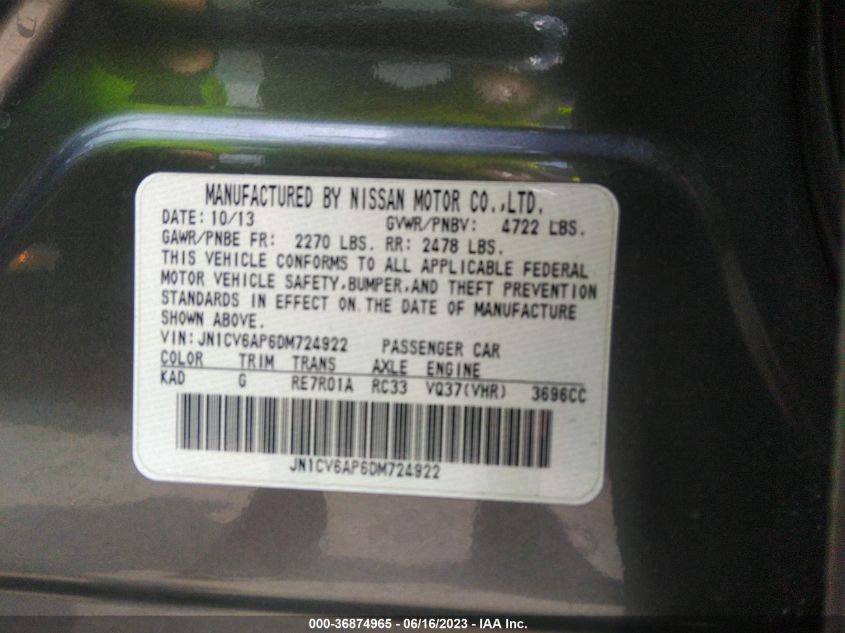 MANUFACTURED BY NISSAN MOTOR CO.,LTD.
DATE: 10/13 GVWR/PNBV: 4722 LBS.
GAWR/PNBE FR: 2270 LBS. RR: 2478 LBS.
THIS VEHICLE CONFORMS TO ALL APPLICABLE FEDERAL
MOTOR VEHICLE SAFETY,BUMPER,AND THEFT PREVENTION
STANDARDS IN EFFECT ON THE DATE OF MANUFACTURE
SHOWN ABOVE.
VIN:JN1CV6AP6DM724922 PASSENGER CAR
COLOR TRIM TRANS AXLE ENGINE
KAD G RE7R01A RC33 VQ37(VHR) 3696CC
JN1CV6AP6DM724922
000-36874965 - 06/16/2023 - IAA Inc.